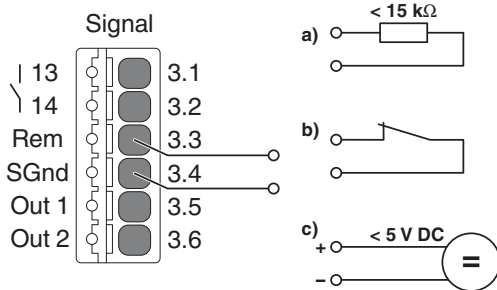 Signal
13 3.1
14 3.2
Rem 3.3
SGnd 3.4
Out 1 3.5
Out 2 3.6
a) < 15 kΩ
b)
c) + < 5 V DC
− =